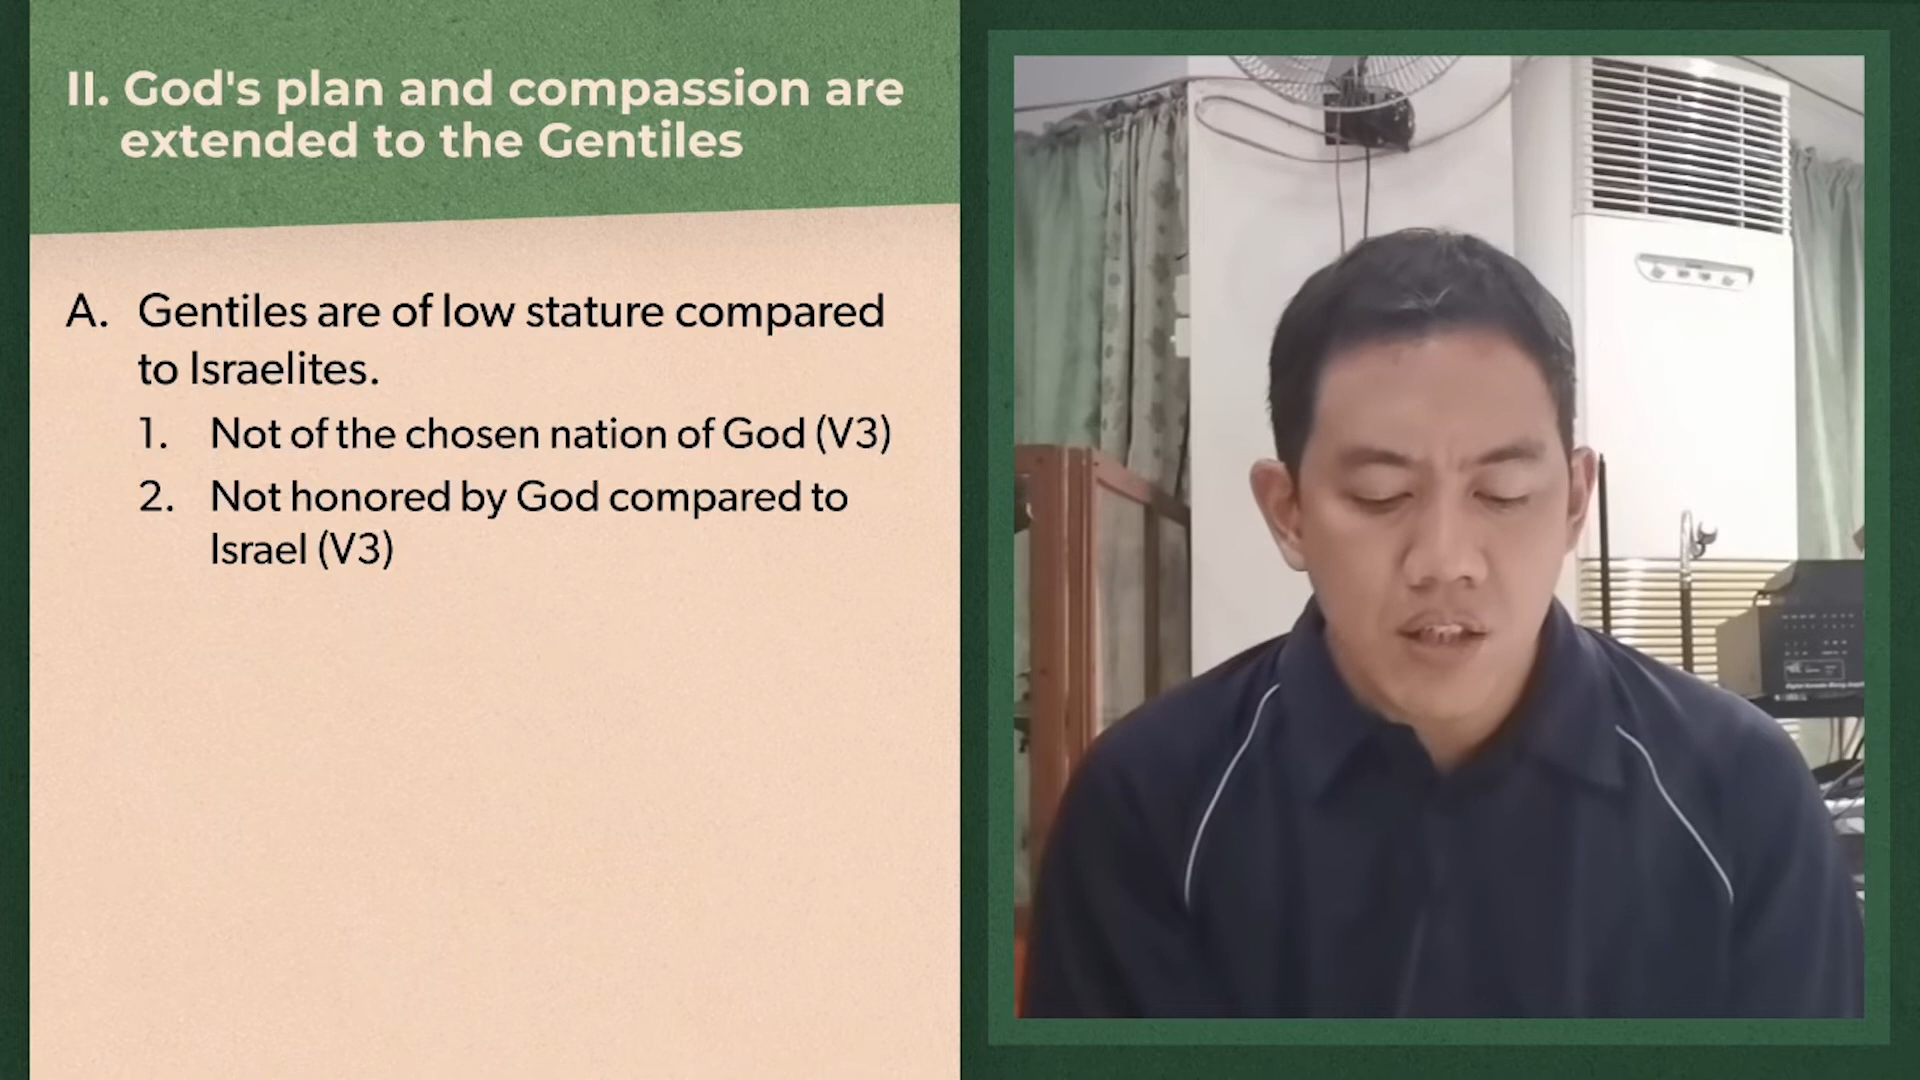 II. God's plan and compassion are
extended to the Gentiles
A. Gentiles are of low stature compared
to Israelites.
1. Not of the chosen nation of God (V3)
2. Not honored by God compared to
Israel (V3)